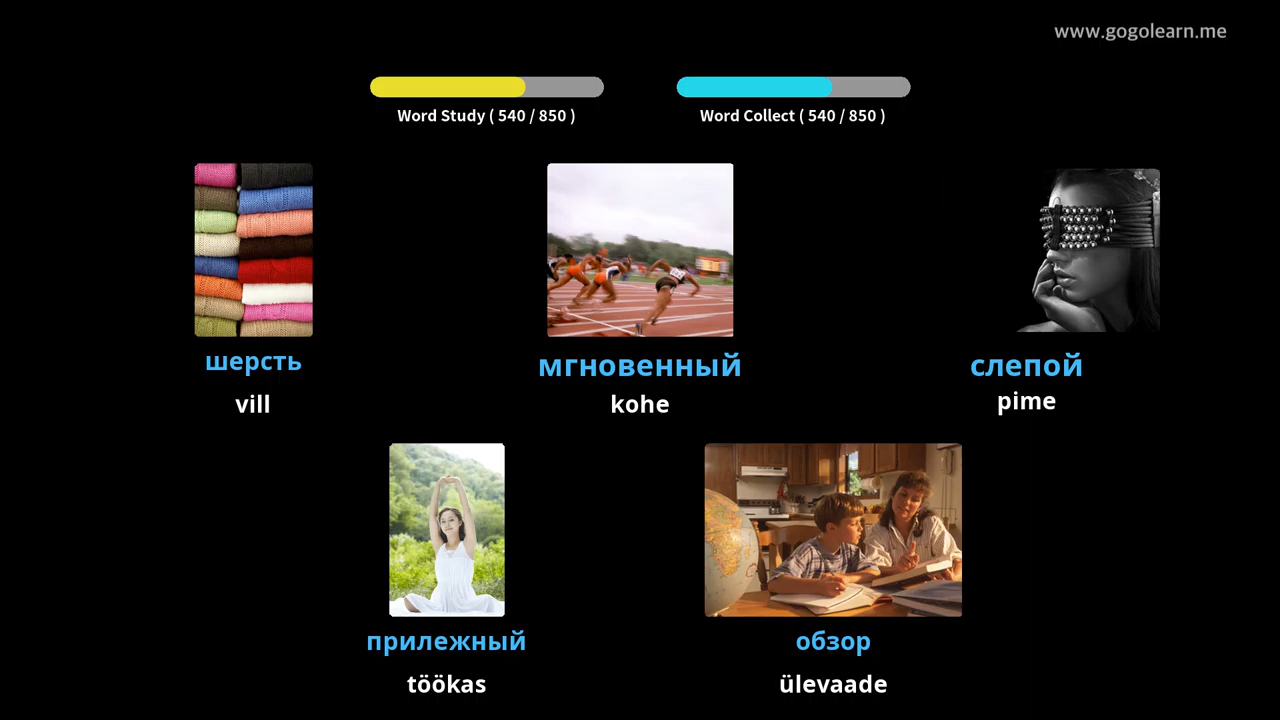 www.gogolearn.me
Word Study ( 540 / 850 )
Word Collect ( 540 / 850 )
шерсть
мгновенный
слепой
vill
kohe
pime
прилежный
обзор
töökas
ülevaade